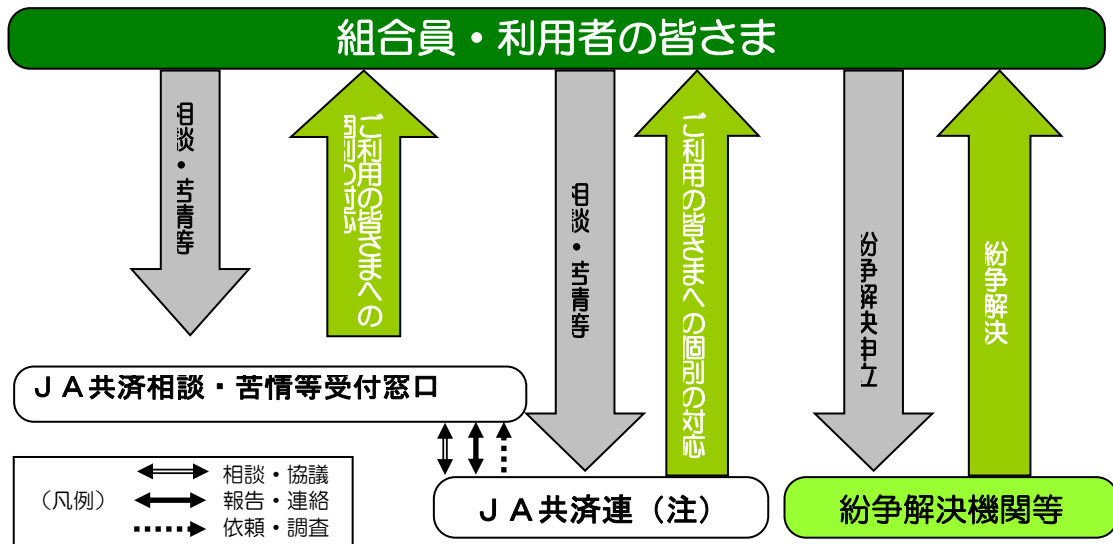 組合員・利用者の皆さま
相談・苦情等
ご利用の皆さまへの
個別の対応
相談・苦情等
ご利用の皆さまへの個別の対応
紛争解決申立
紛争解決
ＪＡ共済相談・苦情等受付窓口
（凡例）
相談・協議
報告・連絡
依頼・調査
ＪＡ共済連（注）
紛争解決機関等